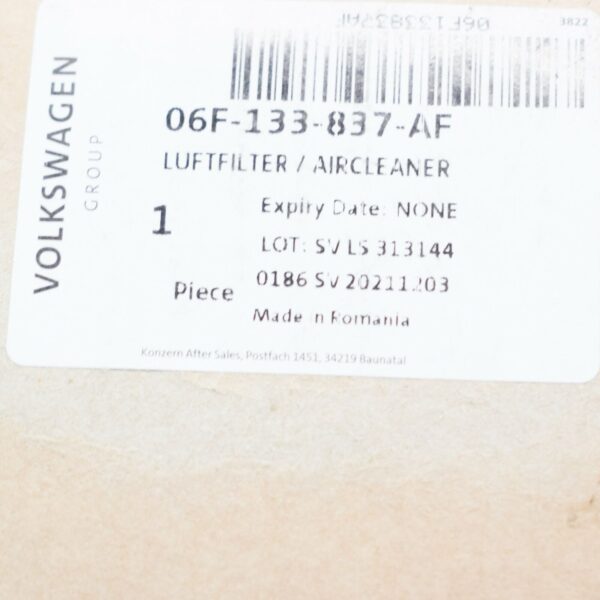 3822
06F133837AF
06F-133-837-AF
LUFTFILTER / AIRCLEANER
1
Expiry Date: NONE
LOT: SV LS 313144
Piece
0186 SV 20211203
Made in Romania
Konzern After Sales, Postfach 1451, 34219 Baunatal
VOLKSWAGEN
GROUP